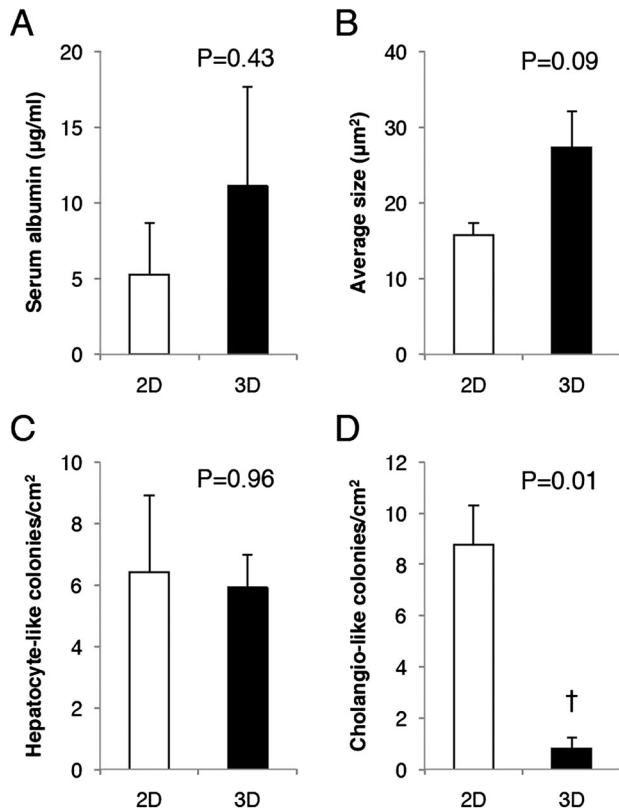 A
Serum albumin (µg/ml)
20
15
10
5
0
P=0.43
2D 3D
B
Average size (µm²)
40
30
20
10
0
P=0.09
2D 3D
C
Hepatocyte-like colonies/cm²
10
8
6
4
2
0
P=0.96
2D 3D
D
Cholangio-like colonies/cm²
12
10
8
6
4
2
0
P=0.01
†
2D 3D